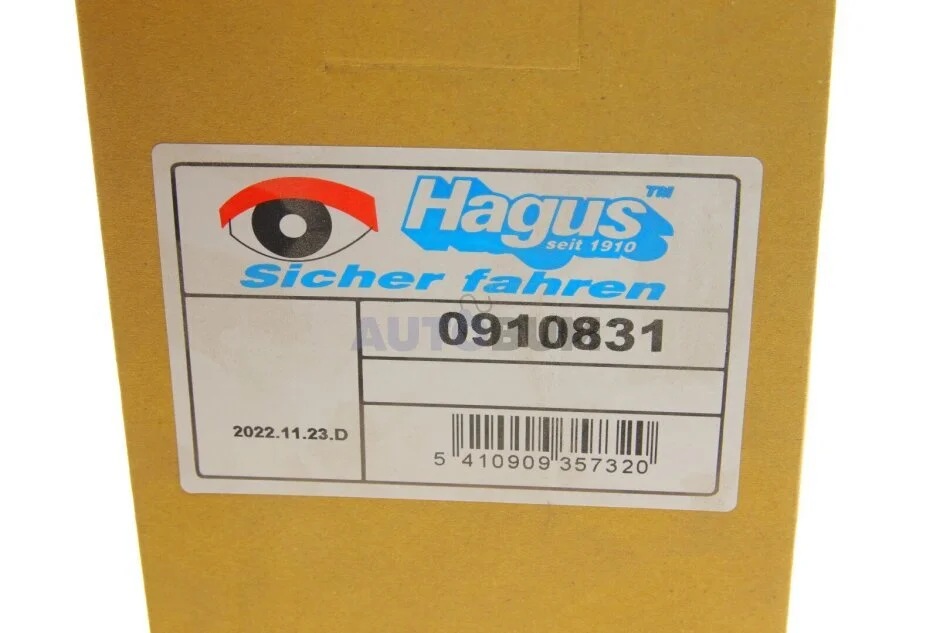 Hagus™
seit 1910
Sicher fahren
0910831
2022.11.23.D
5 410909 357320